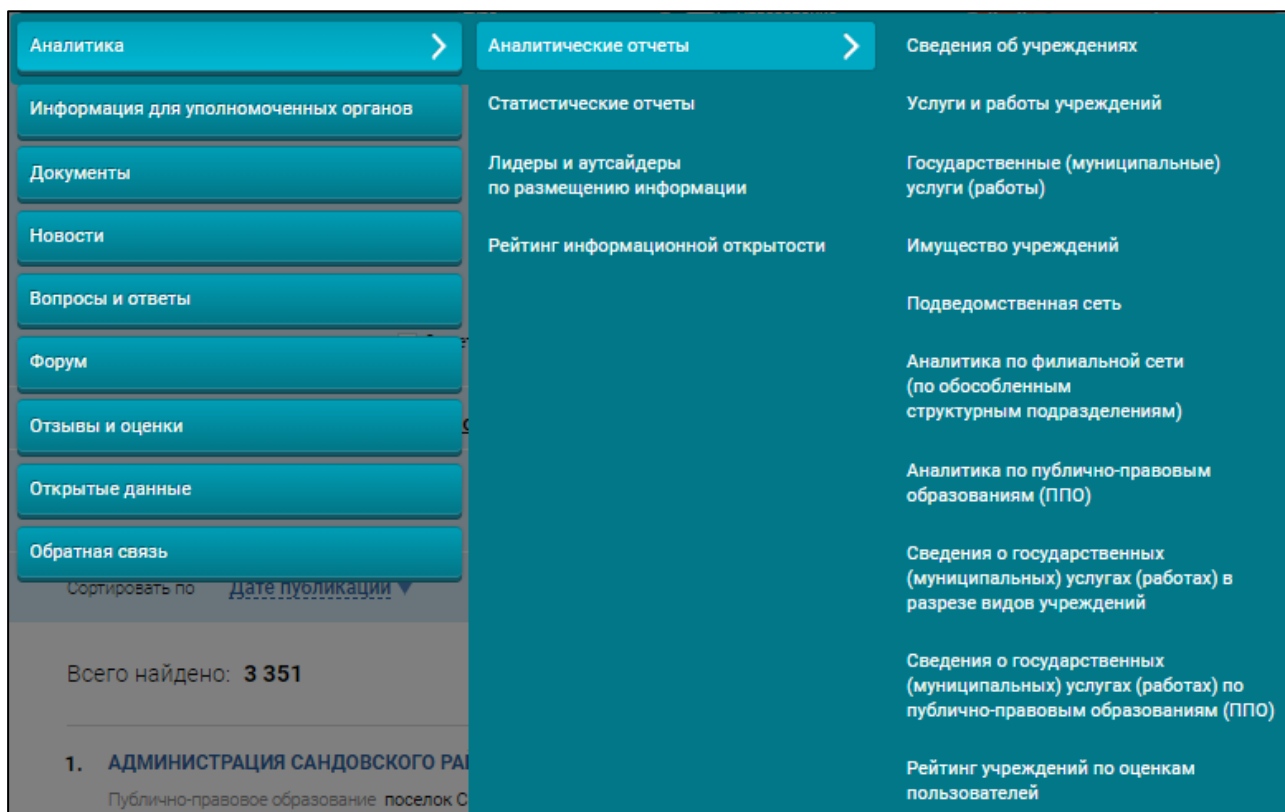 Аналитика
Информация для уполномоченных органов
Документы
Новости
Вопросы и ответы
Форум
Отзывы и оценки
Открытые данные
Обратная связь
Аналитические отчеты
Статистические отчеты
Лидеры и аутсайдеры
по размещению информации
Рейтинг информационной открытости
Сведения об учреждениях
Услуги и работы учреждений
Государственные (муниципальные)
услуги (работы)
Имущество учреждений
Подведомственная сеть
Аналитика по филиальной сети
(по обособленным
структурным подразделениям)
Аналитика по публично-правовым
образованиям (ППО)
Сведения о государственных
(муниципальных) услугах (работах) в
разрезе видов учреждений
Сведения о государственных
(муниципальных) услугах (работах) по
публично-правовым образованиям (ППО)
Рейтинг учреждений по оценкам
пользователей
Сортировать по Дате публикации ▼
Всего найдено: 3 351
1. АДМИНИСТРАЦИЯ САНДОВСКОГО
Публично-правовое образование поселок